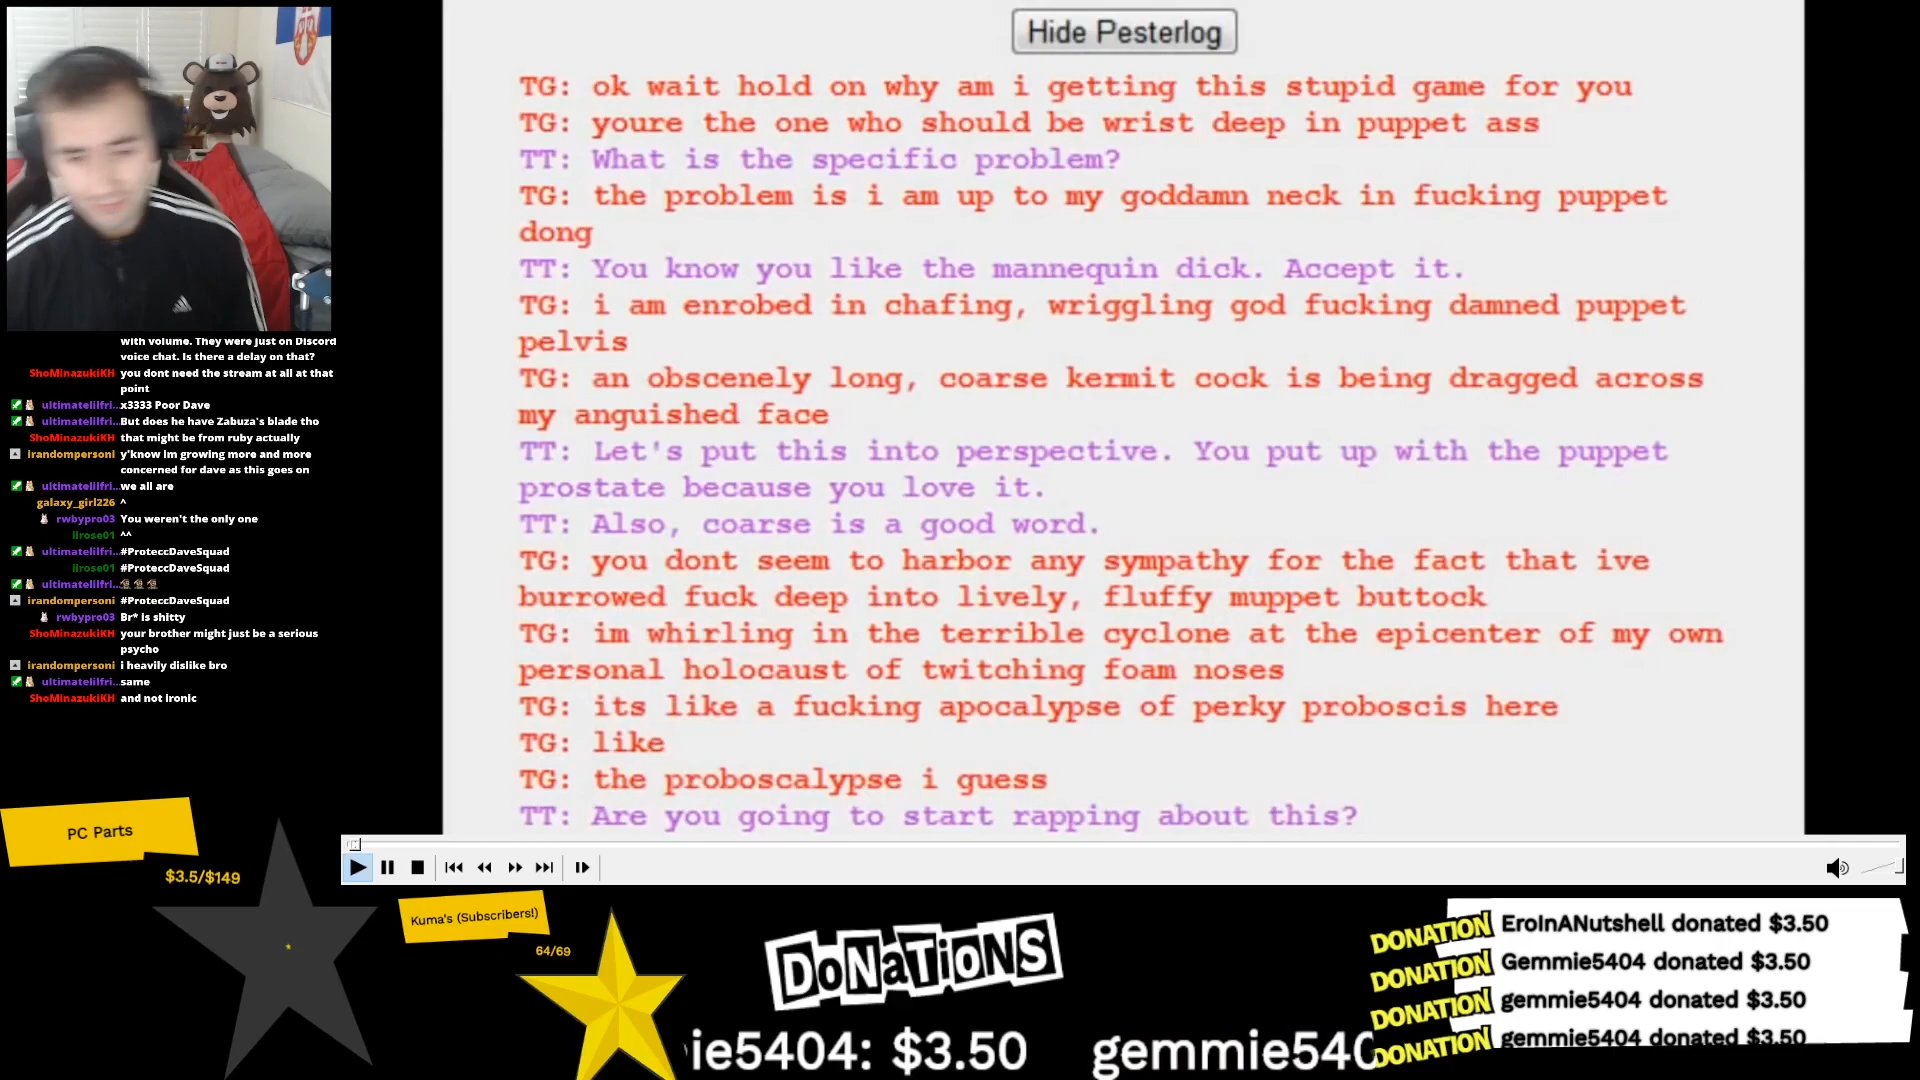 Hide Pesterlog
TG: ok wait hold on why am i getting this stupid game for you
TG: youre the one who should be wrist deep in puppet ass
TT: What is the specific problem?
TG: the problem is i am up to my goddamn neck in fucking puppet
dong
TT: You know you like the mannequin dick. Accept it.
TG: i am enrobed in chafing, wriggling god fucking damned puppet
pelvis
TG: an obscenely long, coarse kermit cock is being dragged across
my anguished face
TT: Let's put this into perspective. You put up with the puppet
prostate because you love it.
TT: Also, coarse is a good word.
TG: you dont seem to harbor any sympathy for the fact that ive
burrowed fuck deep into lively, fluffy muppet buttock
TG: im whirling in the terrible cyclone at the epicenter of my own
personal holocaust of twitching foam noses
TG: its like a fucking apocalypse of perky proboscis here
TG: like
TG: the proboscalypse i guess
TT: Are you going to start rapping about this?
with volume. They were just on Discord
voice chat. Is there a delay on that?
ShoMinazukiKH you dont need the stream at all at that
point
ultimatelilfri... x3333 Poor Dave
ultimatelilfri... But does he have Zabuza's blade tho
ShoMinazukiKH that might be from ruby actually
irandompersoni y'know im growing more and more
concerned for dave as this goes on
ultimatelilfri... we all are
galaxy_girl226 ^
rwbypro03 You weren't the only one
iirose01 ^^
ultimatelilfri... #ProteccDaveSquad
iirose01 #ProteccDaveSquad
ultimatelilfri...
irandompersoni #ProteccDaveSquad
rwbypro03 Br* is shitty
ShoMinazukiKH your brother might just be a serious
psycho
irandompersoni i heavily dislike bro
ultimatelilfri... same
ShoMinazukiKH and not ironic
PC Parts
$3.5/$149
Kuma's (Subscribers!)
64/69
DONATIONS
ie5404: $3.50 gemmie540
DONATION EroInANutshell donated $3.50
DONATION Gemmie5404 donated $3.50
DONATION gemmie5404 donated $3.50
DONATION gemmie5404 donated $3.50